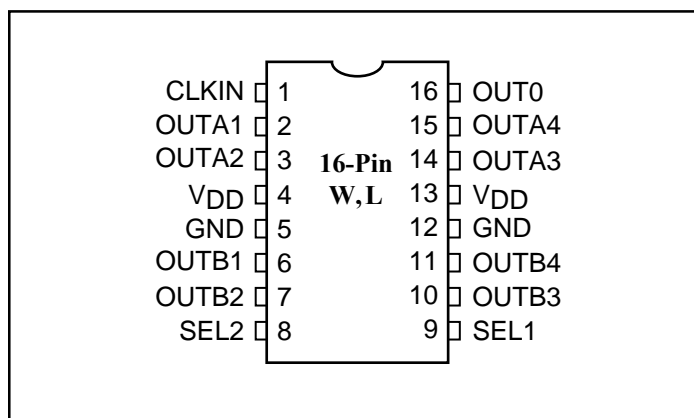 CLKIN 1 16 OUT0
OUTA1 2 15 OUTA4
OUTA2 3 16-Pin 14 OUTA3
VDD 4 W, L 13 VDD
GND 5 12 GND
OUTB1 6 11 OUTB4
OUTB2 7 10 OUTB3
SEL2 8 9 SEL1